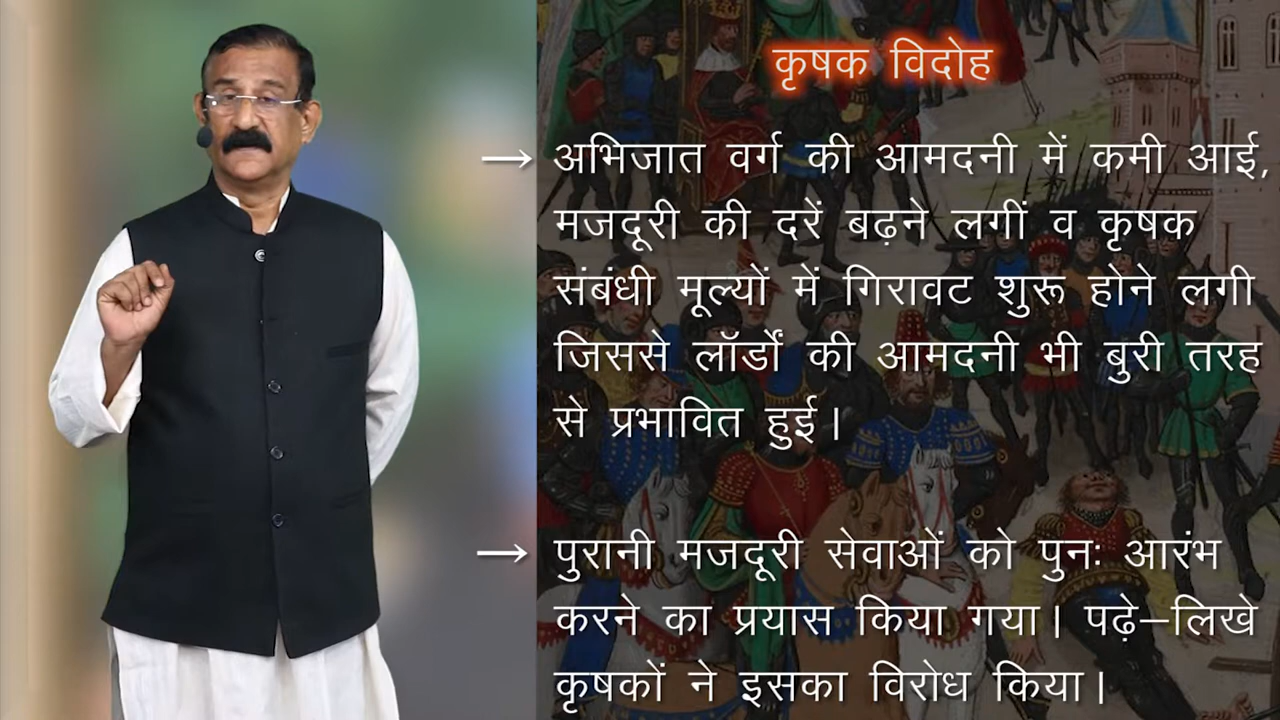 कृषक विदोह
→ अभिजात वर्ग की आमदनी में कमी आई,
मजदूरी की दरें बढ़ने लगीं व कृषक
संबंधी मूल्यों में गिरावट शुरू होने लगी
जिससे लॉर्डों की आमदनी भी बुरी तरह
से प्रभावित हुई।
→ पुरानी मजदूरी सेवाओं को पुनः आरंभ
करने का प्रयास किया गया। पढ़े–लिखे
कृषकों ने इसका विरोध किया।